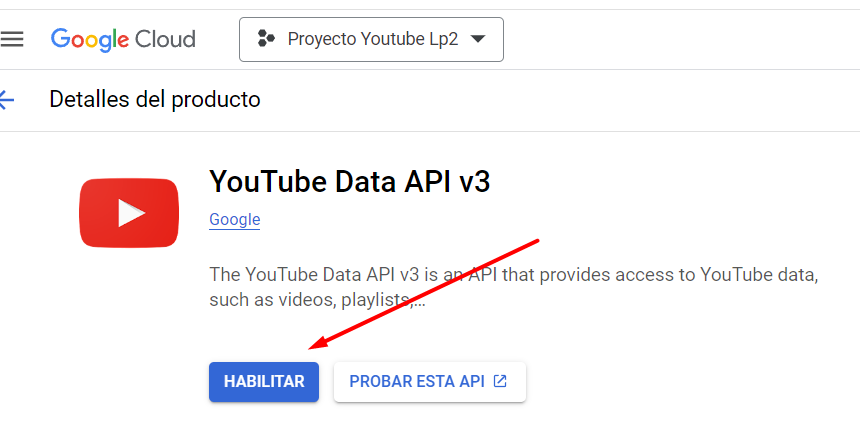 Google Cloud
Proyecto Youtube Lp2
Detalles del producto
YouTube Data API v3
Google
The YouTube Data API v3 is an API that provides access to YouTube data,
such as videos, playlists,...
HABILITAR
PROBAR ESTA API